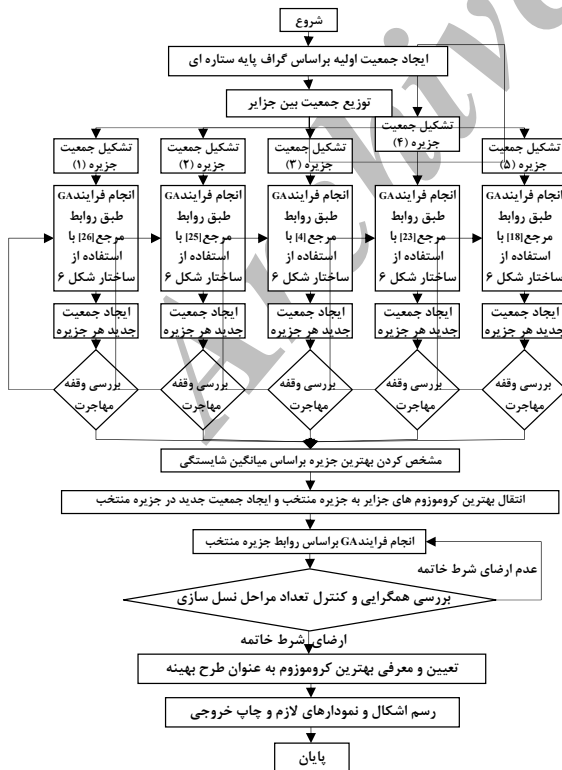 شروع
ایجاد جمعیت اولیه براساس گراف پایه ستاره ای
توزیع جمعیت بین جزایر
تشکیل جمعیت
جزیره (۱)
تشکیل جمعیت
جزیره (۲)
تشکیل جمعیت
جزیره (۳)
تشکیل جمعیت
جزیره (۴)
تشکیل جمعیت
جزیره (۵)
انجام فرایندGA
طبق روابط
مرجع[26] با
استفاده از
ساختار شکل ۶
انجام فرایندGA
طبق روابط
مرجع[25] با
استفاده از
ساختار شکل ۶
انجام فرایندGA
طبق روابط
مرجع[4] با
استفاده از
ساختار شکل ۶
انجام فرایندGA
طبق روابط
مرجع[23] با
استفاده از
ساختار شکل ۶
انجام فرایندGA
طبق روابط
مرجع[18] با
استفاده از
ساختار شکل ۶
ایجاد جمعیت
جدید هر جزیره
ایجاد جمعیت
جدید هر جزیره
ایجاد جمعیت
جدید هر جزیره
ایجاد جمعیت
جدید هر جزیره
ایجاد جمعیت
جدید هر جزیره
بررسی وقفه
مهاجرت
بررسی وقفه
مهاجرت
بررسی وقفه
مهاجرت
بررسی وقفه
مهاجرت
بررسی وقفه
مهاجرت
مشخص کردن بهترین جزیره براساس میانگین شایستگی
انتقال بهترین کروموزوم های جزایر به جزیره منتخب و ایجاد جمعیت جدید در جزیره منتخب
انجام فرایندGA براساس روابط جزیره منتخب
عدم ارضای شرط خاتمه
بررسی همگرایی و کنترل تعداد مراحل نسل سازی
ارضای شرط خاتمه
تعیین و معرفی بهترین کروموزوم به عنوان طرح بهینه
رسم اشکال و نمودارهای لازم و چاپ خروجی
پایان
Archive